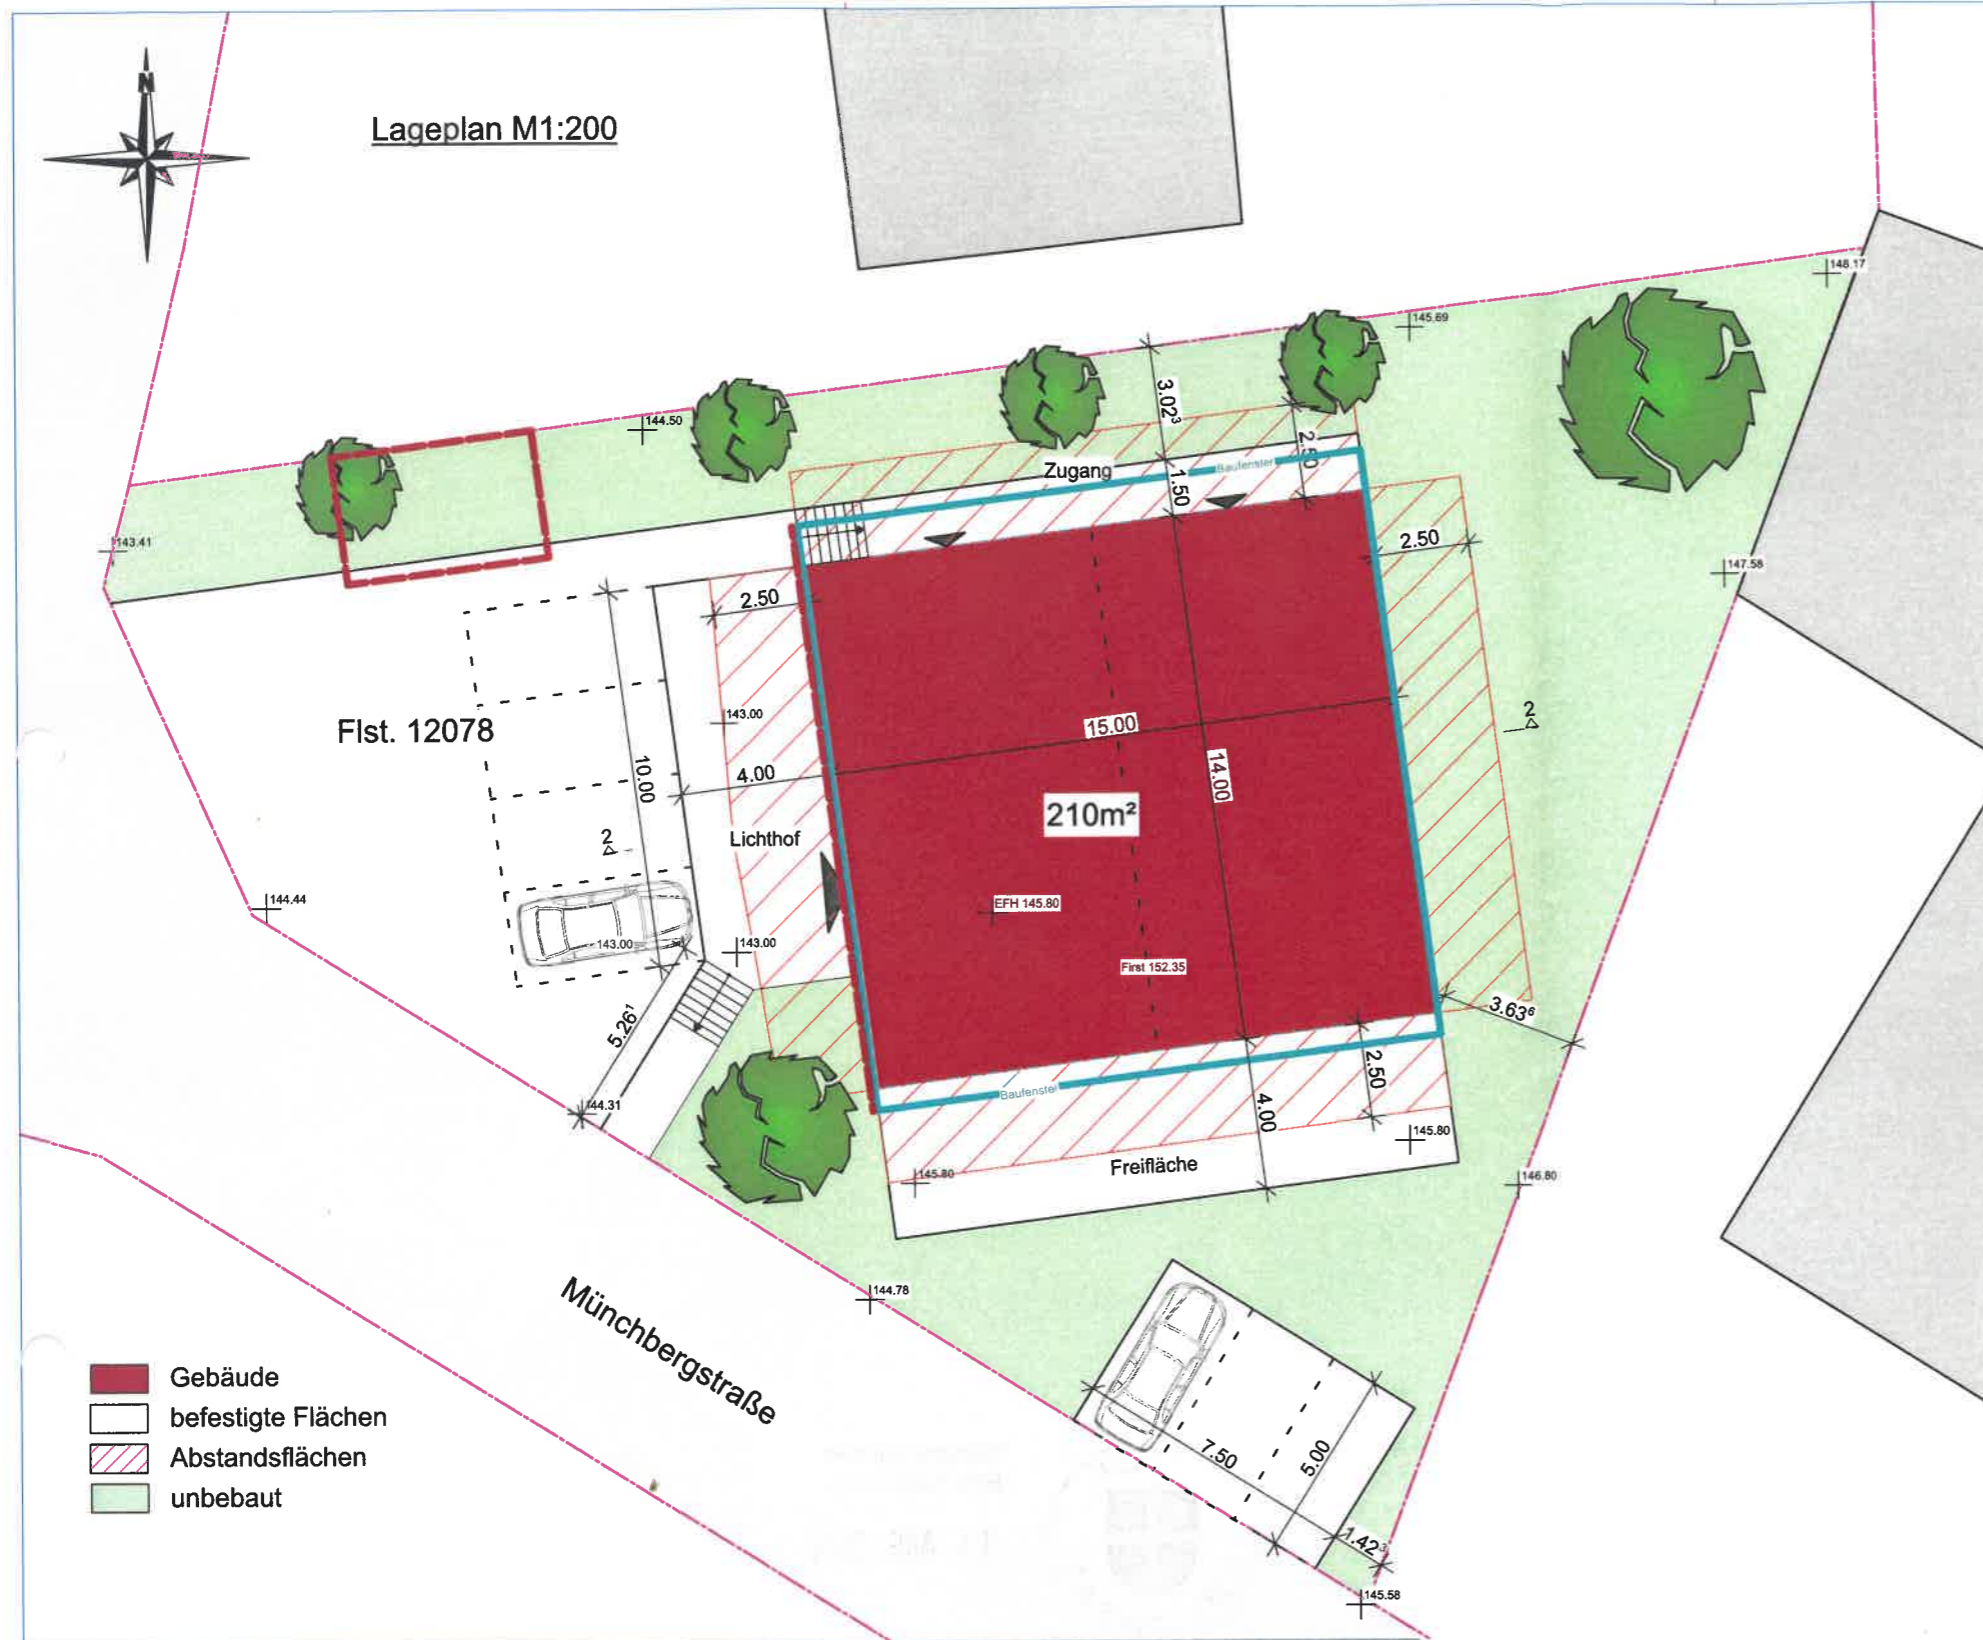 N
Lageplan M1:200
148.17
145.69
144.50
3.02³
2.50
Zugang
1.50
Baufenster
143.41
2.50
147.58
2.50
Flst. 12078
143.00
2
15.00
10.00
4.00
14.00
210m²
Lichthof
2
144.44
EFH 145.80
143.00
143.00
First 152.35
3.63⁶
5.26¹
2.50
Baufenster
144.31
4.00
145.80
Freifläche
145.80
146.80
144.78
Münchbergstraße
Gebäude
befestigte Flächen
Abstandsflächen
unbebaut
7.50
5.00
1.42³
145.58